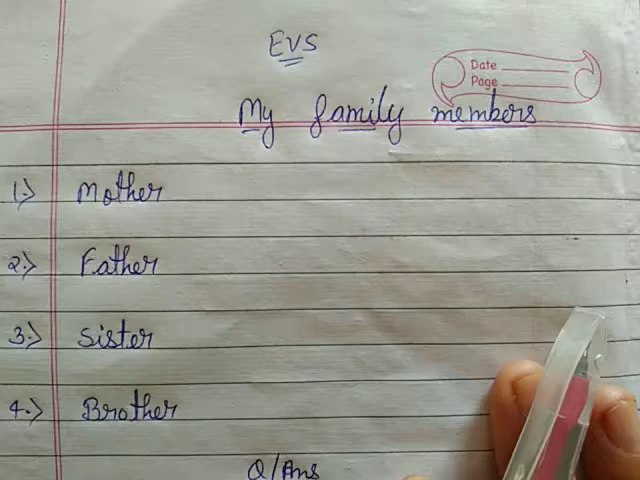 EVS
Date
Page
My family members
1.) Mother
2.) Father
3.) Sister
4.) Brother
Q/Ans